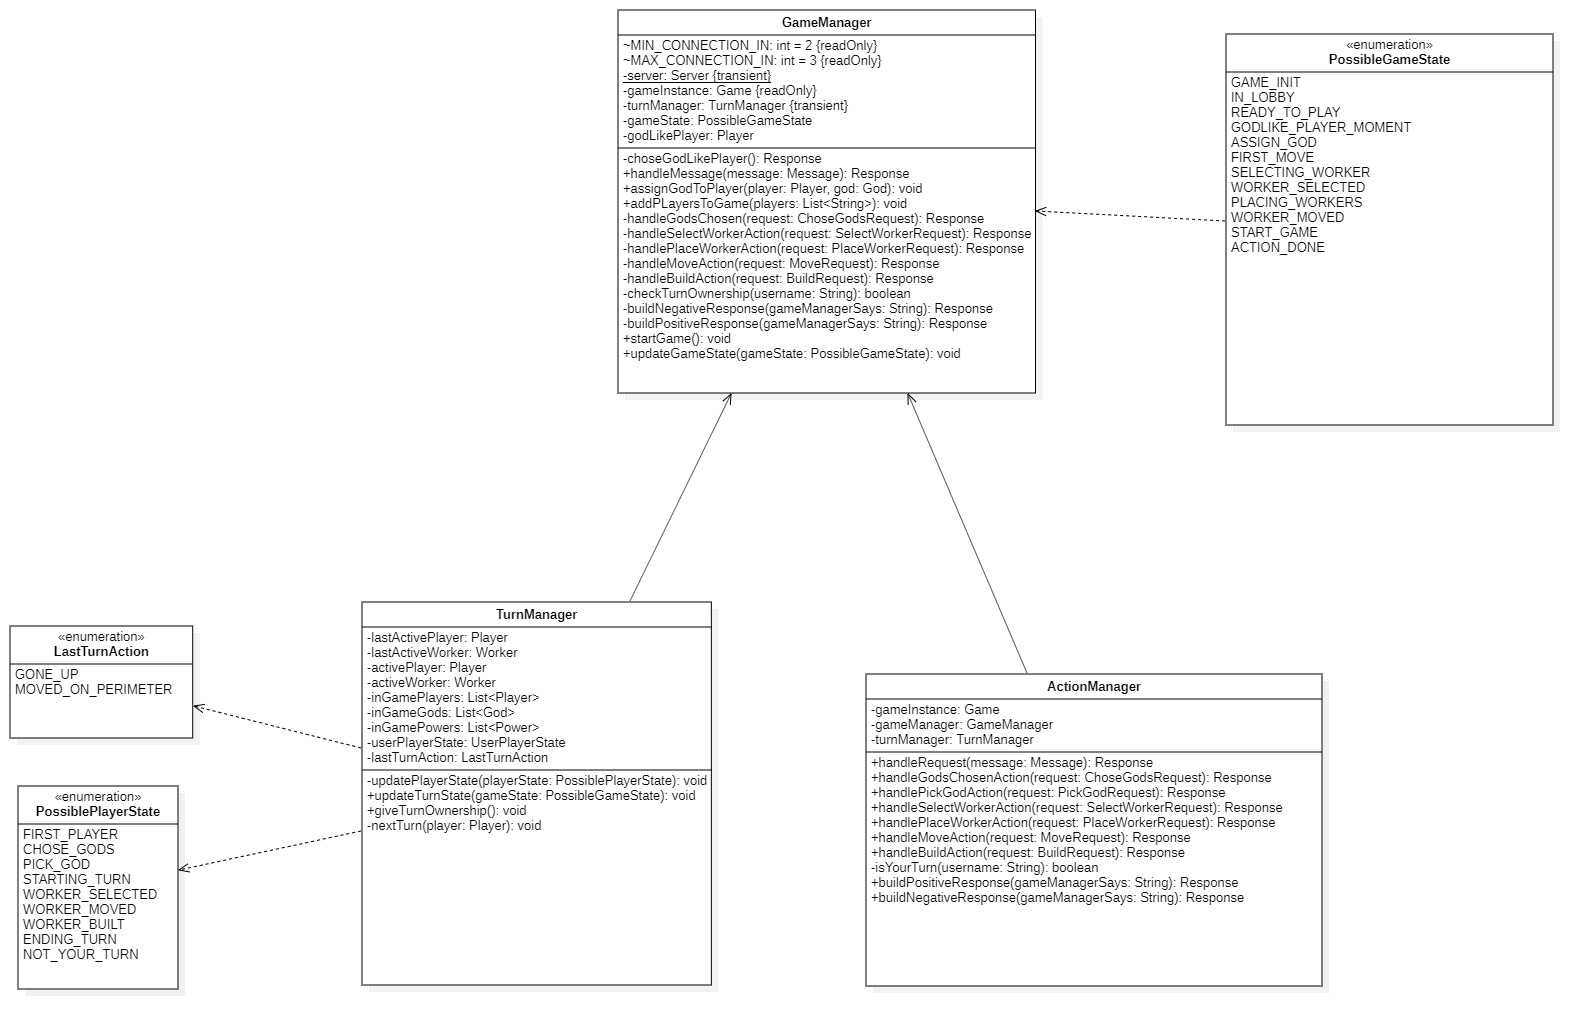 GameManager
~MIN_CONNECTION_IN: int = 2 {readOnly}
~MAX_CONNECTION_IN: int = 3 {readOnly}
-server: Server {transient}
-gameInstance: Game {readOnly}
-turnManager: TurnManager {transient}
-gameState: PossibleGameState
-godLikePlayer: Player
-choseGodLikePlayer(): Response
+handleMessage(message: Message): Response
+assignGodToPlayer(player: Player, god: God): void
+addPLayersToGame(players: List<String>): void
-handleGodsChosen(request: ChoseGodsRequest): Response
-handleSelectWorkerAction(request: SelectWorkerRequest): Response
-handlePlaceWorkerAction(request: PlaceWorkerRequest): Response
-handleMoveAction(request: MoveRequest): Response
-handleBuildAction(request: BuildRequest): Response
-checkTurnOwnership(username: String): boolean
-buildNegativeResponse(gameManagerSays: String): Response
-buildPositiveResponse(gameManagerSays: String): Response
+startGame(): void
+updateGameState(gameState: PossibleGameState): void
«enumeration»
PossibleGameState
GAME_INIT
IN_LOBBY
READY_TO_PLAY
GODLIKE_PLAYER_MOMENT
ASSIGN_GOD
FIRST_MOVE
SELECTING_WORKER
WORKER_SELECTED
PLACING_WORKERS
WORKER_MOVED
START_GAME
ACTION_DONE
«enumeration»
LastTurnAction
GONE_UP
MOVED_ON_PERIMETER
«enumeration»
PossiblePlayerState
FIRST_PLAYER
CHOSE_GODS
PICK_GOD
STARTING_TURN
WORKER_SELECTED
WORKER_MOVED
WORKER_BUILT
ENDING_TURN
NOT_YOUR_TURN
TurnManager
-lastActivePlayer: Player
-lastActiveWorker: Worker
-activePlayer: Player
-activeWorker: Worker
-inGamePlayers: List<Player>
-inGameGods: List<God>
-inGamePowers: List<Power>
-userPlayerState: UserPlayerState
-lastTurnAction: LastTurnAction
-updatePlayerState(playerState: PossiblePlayerState): void
+updateTurnState(gameState: PossibleGameState): void
+giveTurnOwnership(): void
-nextTurn(player: Player): void
ActionManager
-gameInstance: Game
-gameManager: GameManager
-turnManager: TurnManager
+handleRequest(message: Message): Response
+handleGodsChosenAction(request: ChoseGodsRequest): Response
+handlePickGodAction(request: PickGodRequest): Response
+handleSelectWorkerAction(request: SelectWorkerRequest): Response
+handlePlaceWorkerAction(request: PlaceWorkerRequest): Response
+handleMoveAction(request: MoveRequest): Response
+handleBuildAction(request: BuildRequest): Response
-isYourTurn(username: String): boolean
+buildPositiveResponse(gameManagerSays: String): Response
+buildNegativeResponse(gameManagerSays: String): Response